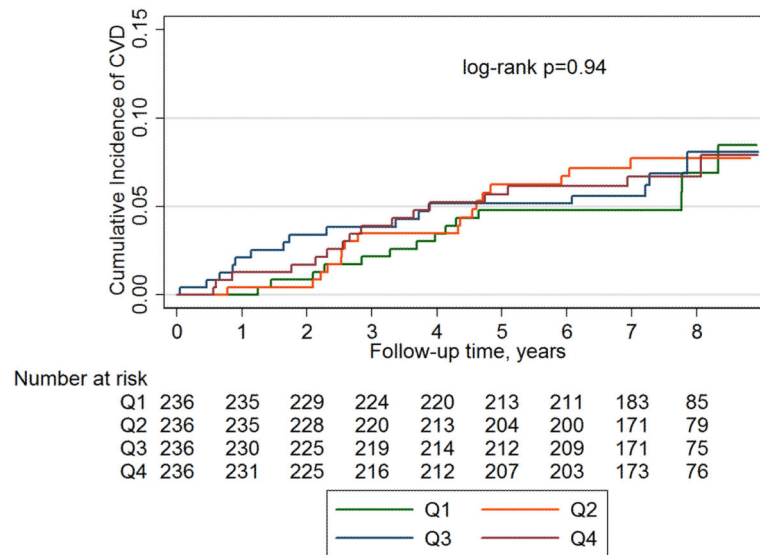 Cumulative Incidence of CVD
0.15
0.10
0.05
0.00
log-rank p=0.94
0 1 2 3 4 5 6 7 8
Follow-up time, years
Number at risk
Q1 236 235 229 224 220 213 211 183 85
Q2 236 235 228 220 213 204 200 171 79
Q3 236 230 225 219 214 212 209 171 75
Q4 236 231 225 216 212 207 203 173 76
Q1 Q2
Q3 Q4